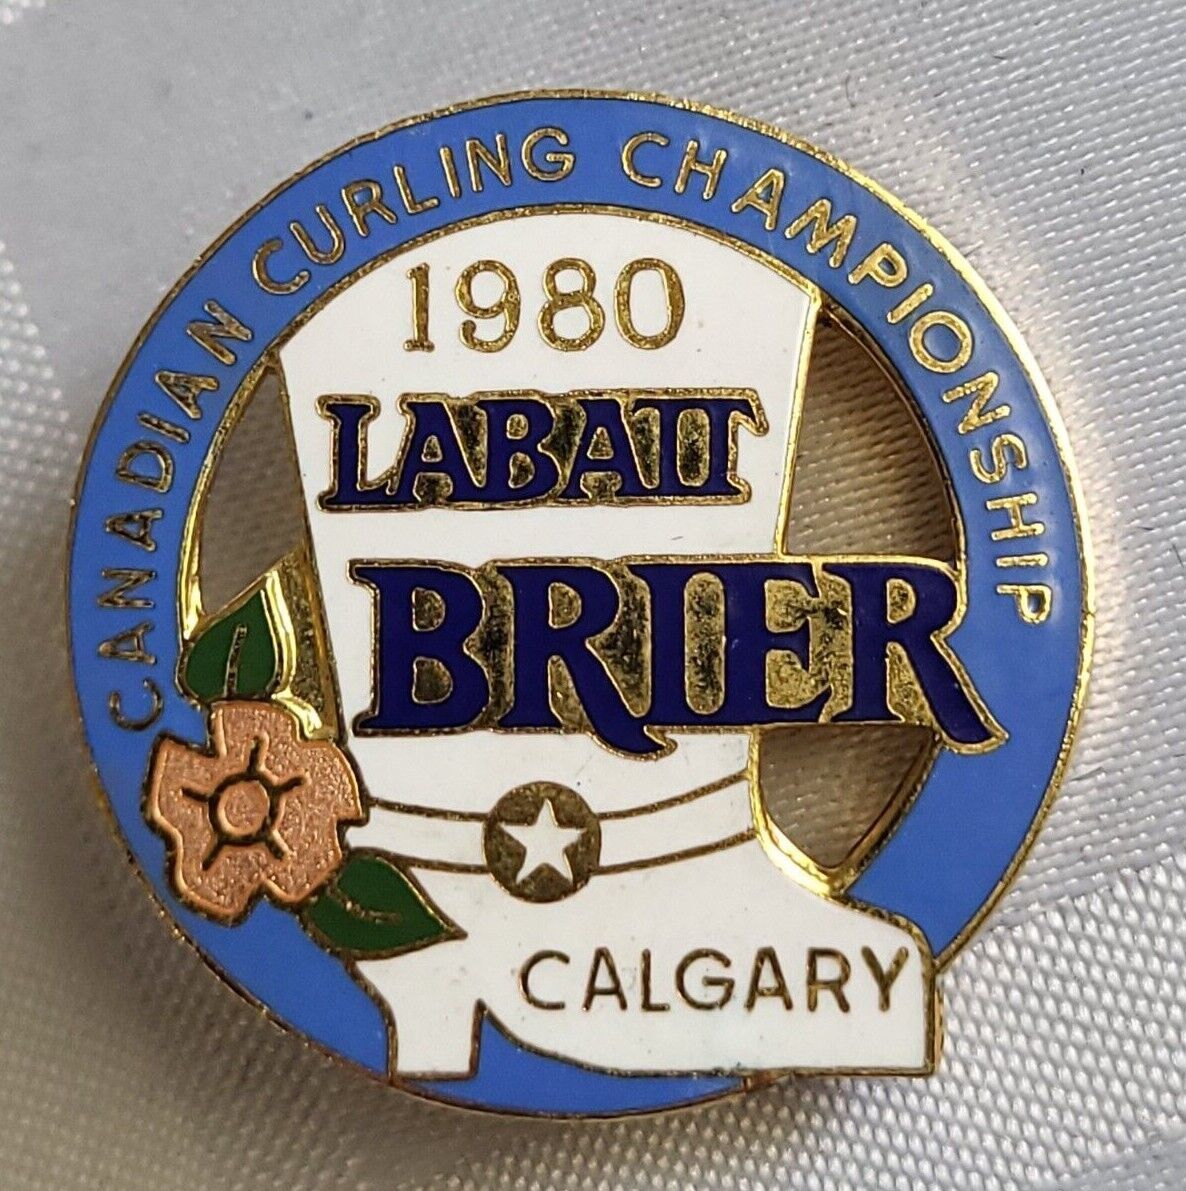 CANADIAN CURLING CHAMPIONSHIP
1980
LABATT
BRIER
CALGARY